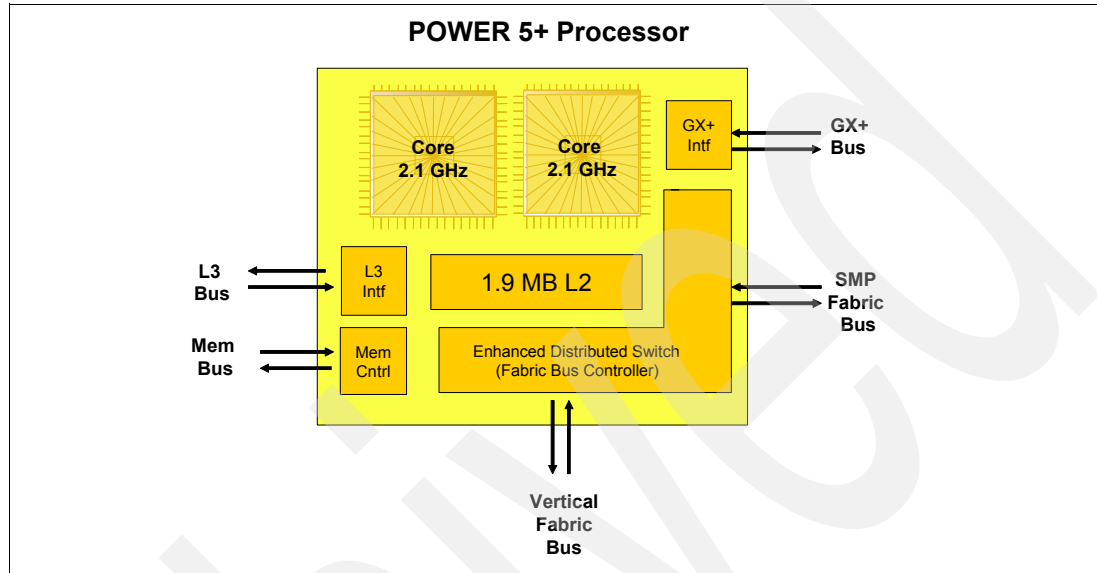 POWER 5+ Processor
Core
2.1 GHz
Core
2.1 GHz
GX+
Intf
GX+
Bus
L3
Bus
L3
Intf
1.9 MB L2
SMP
Fabric
Bus
Mem
Bus
Mem
Cntrl
Enhanced Distributed Switch
(Fabric Bus Controller)
Vertical
Fabric
Bus